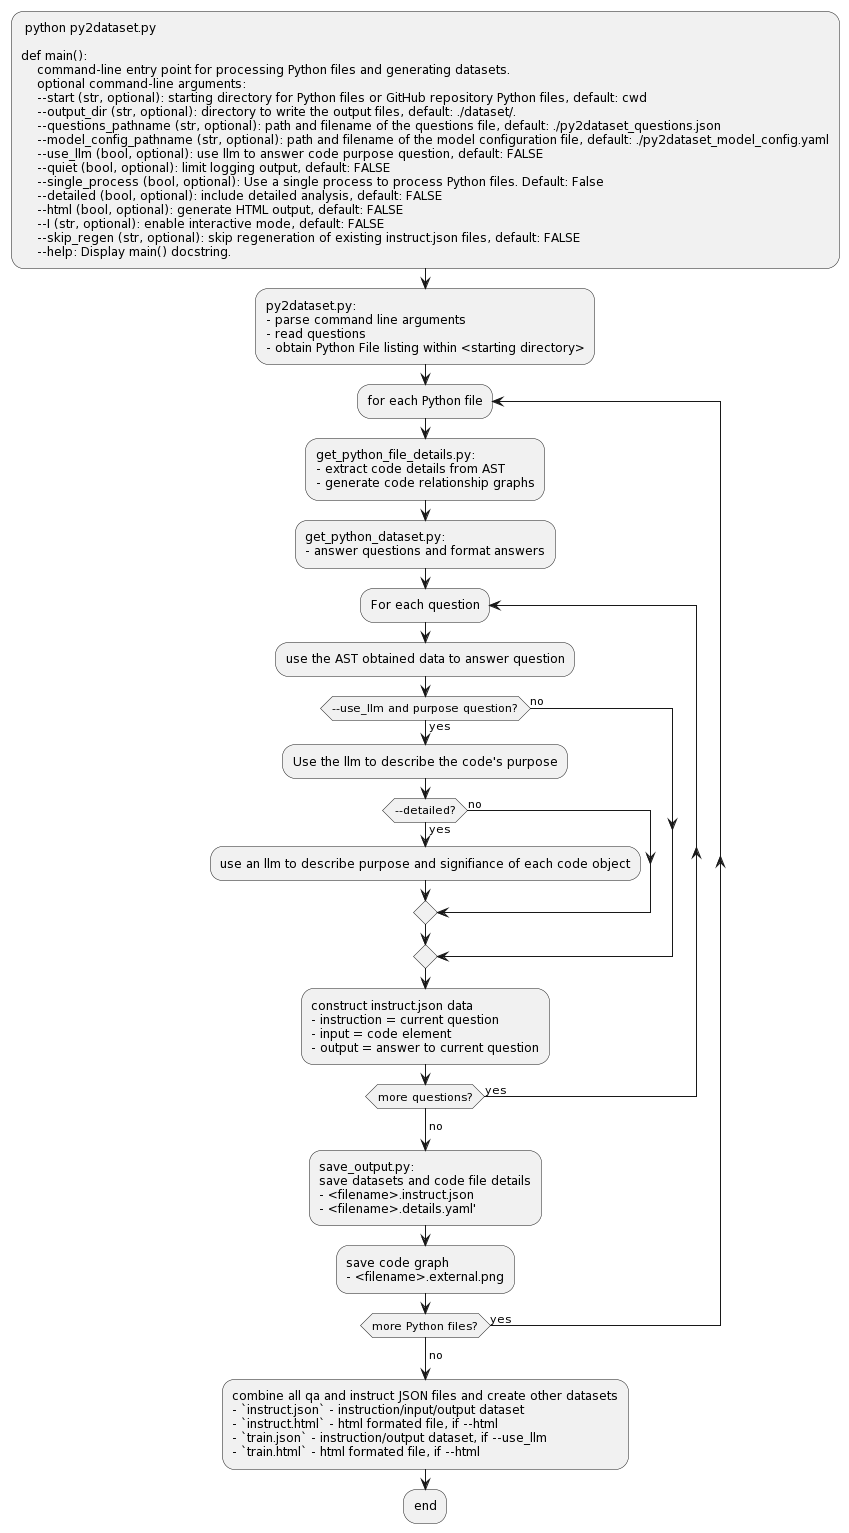 python py2dataset.py
def main():
command-line entry point for processing Python files and generating datasets.
optional command-line arguments:
--start (str, optional): starting directory for Python files or GitHub repository Python files, default: cwd
--output_dir (str, optional): directory to write the output files, default: ./dataset/.
--questions_pathname (str, optional): path and filename of the questions file, default: ./py2dataset_questions.json
--model_config_pathname (str, optional): path and filename of the model configuration file, default: ./py2dataset_model_config.yaml
--use_llm (bool, optional): use llm to answer code purpose question, default: FALSE
--quiet (bool, optional): limit logging output, default: FALSE
--single_process (bool, optional): Use a single process to process Python files. Default: False
--detailed (bool, optional): include detailed analysis, default: FALSE
--html (bool, optional): generate HTML output, default: FALSE
--I (str, optional): enable interactive mode, default: FALSE
--skip_regen (str, optional): skip regeneration of existing instruct.json files, default: FALSE
--help: Display main() docstring.
py2dataset.py:
- parse command line arguments
- read questions
- obtain Python File listing within <starting directory>
for each Python file
get_python_file_details.py:
- extract code details from AST
- generate code relationship graphs
get_python_dataset.py:
- answer questions and format answers
For each question
use the AST obtained data to answer question
--use_llm and purpose question?
no
yes
Use the llm to describe the code's purpose
--detailed?
no
yes
use an llm to describe purpose and signifiance of each code object
construct instruct.json data
- instruction = current question
- input = code element
- output = answer to current question
more questions?
yes
no
save_output.py:
save datasets and code file details
- <filename>.instruct.json
- <filename>.details.yaml'
save code graph
- <filename>.external.png
more Python files?
yes
no
combine all qa and instruct JSON files and create other datasets
- `instruct.json` - instruction/input/output dataset
- `instruct.html` - html formated file, if --html
- `train.json` - instruction/output dataset, if --use_llm
- `train.html` - html formated file, if --html
end